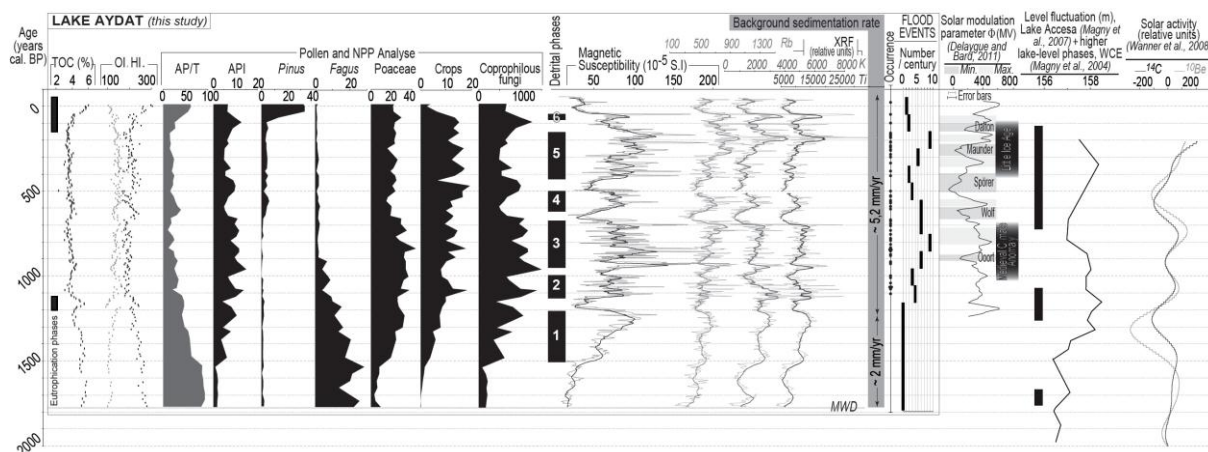 LAKE AYDAT (this study)
Age
(years
cal. BP)
TOC (%)
2 4 6
OI. HI.
100 300
Pollen and NPP Analyse
AP/T
0 50 100
API
0 20
Pinus
0 20 40
Fagus
0 20
Poaceae
0 20 40
Crops
0 10 20
Coprophilous
fungi
0 1000
Detrital phases
Magnetic
Susceptibility (10-5 S.I)
50 100 150 200
Background sedimentation rate
XRF
(relative units)
100 500 900 1300 Rb
0 2000 4000 6000 8000 K
5000 15000 25000 Ti
Occurrence
FLOOD
EVENTS
Number
/ century
0 5 10
Solar modulation
parameter Φ (MV)
(Delaygue and
Bard, 2011)
Min. Max.
0 400 800
Error bars
Level fluctuation (m),
Lake Accesa (Magny et
al., 2007) + higher
lake-level phases, WCE
(Magny et al., 2004)
156 158
Solar activity
(relative units)
(Wanner et al., 2008)
14C 10Be
-200 0 200
0
500
1000
1500
2000
Eutrophication phases
6
5
4
3
2
1
~ 5,2 mm/yr
~ 2 mm/yr
MWD
Dalton
Maunder
Spörer
Wolf
Ooort
Little Ice Age
Medieval Climate
Anomaly